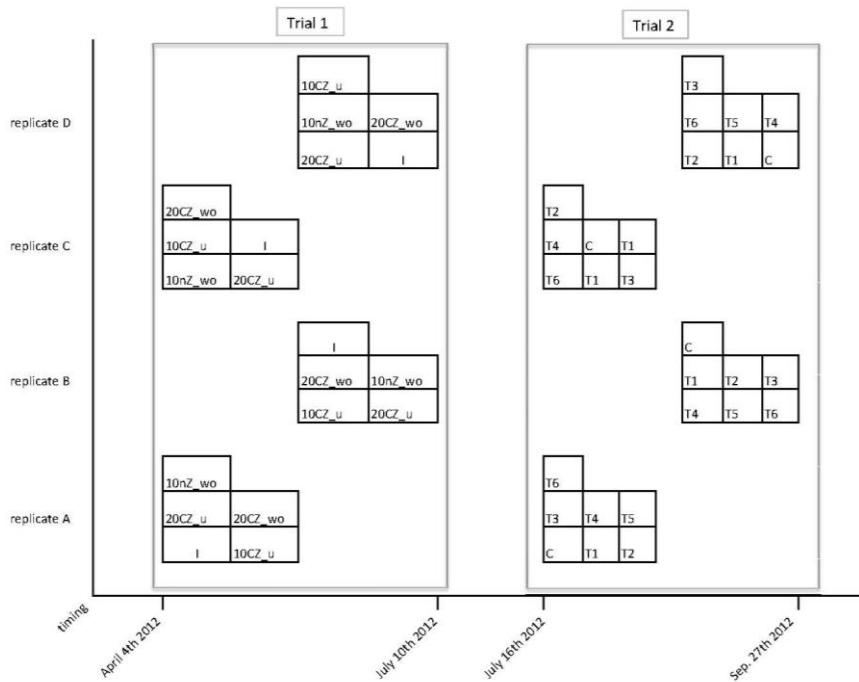 Trial 1
Trial 2
replicate D
10CZ_u
10nZ_wo 20CZ_wo
20CZ_u I
T3
T6 T5 T4
T2 T1 C
replicate C
20CZ_wo
10CZ_u I
10nZ_wo 20CZ_u
T2
T4 C T1
T6 T1 T3
replicate B
I
20CZ_wo 10nZ_wo
10CZ_u 20CZ_u
C
T1 T2 T3
T4 T5 T6
replicate A
10nZ_wo
20CZ_u 20CZ_wo
I 10CZ_u
T6
T3 T4 T5
C T1 T2
timing
April 4th 2012
July 10th 2012
July 16th 2012
Sep. 27th 2012